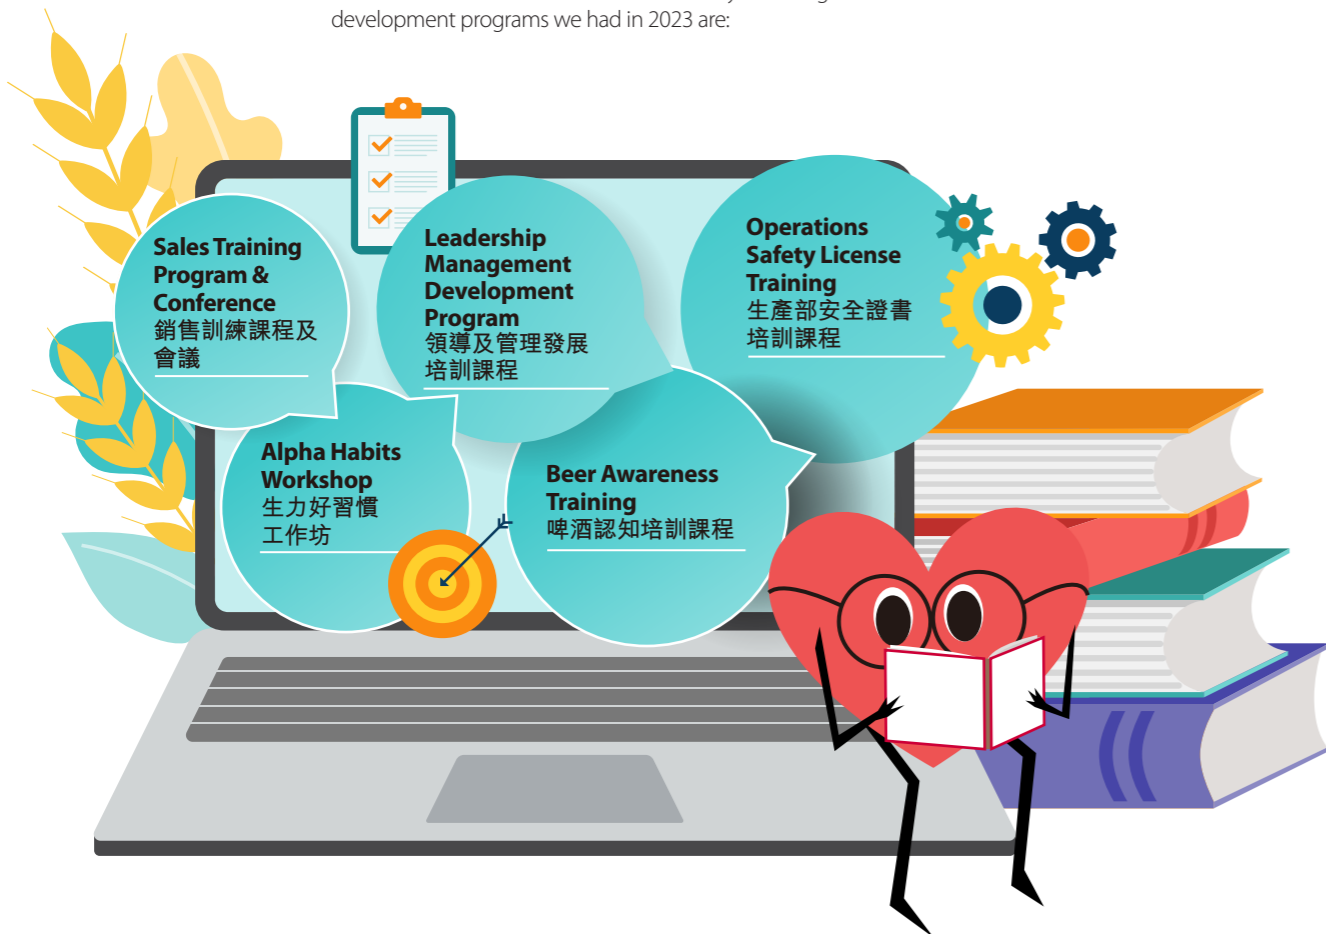 development programs we had in 2023 are:
Sales Training
Program &
Conference
銷售訓練課程及
會議
Leadership
Management
Development
Program
領導及管理發展
培訓課程
Operations
Safety License
Training
生產部安全證書
培訓課程
Alpha Habits
Workshop
生力好習慣
工作坊
Beer Awareness
Training
啤酒認知培訓課程